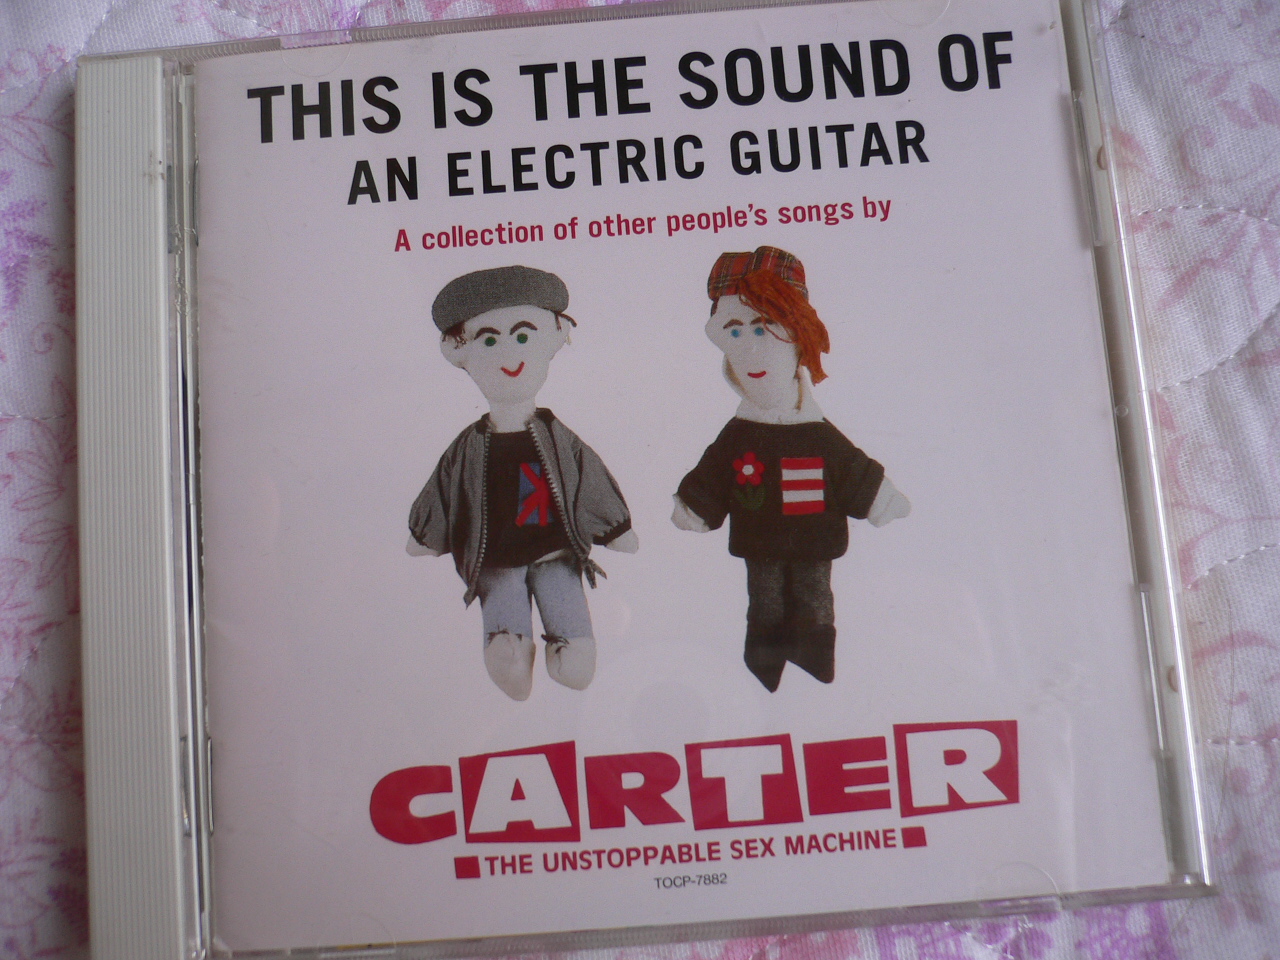 THIS IS THE SOUND OF
AN ELECTRIC GUITAR
A collection of other people's songs by
CARTER
THE UNSTOPPABLE SEX MACHINE
TOCP-7882